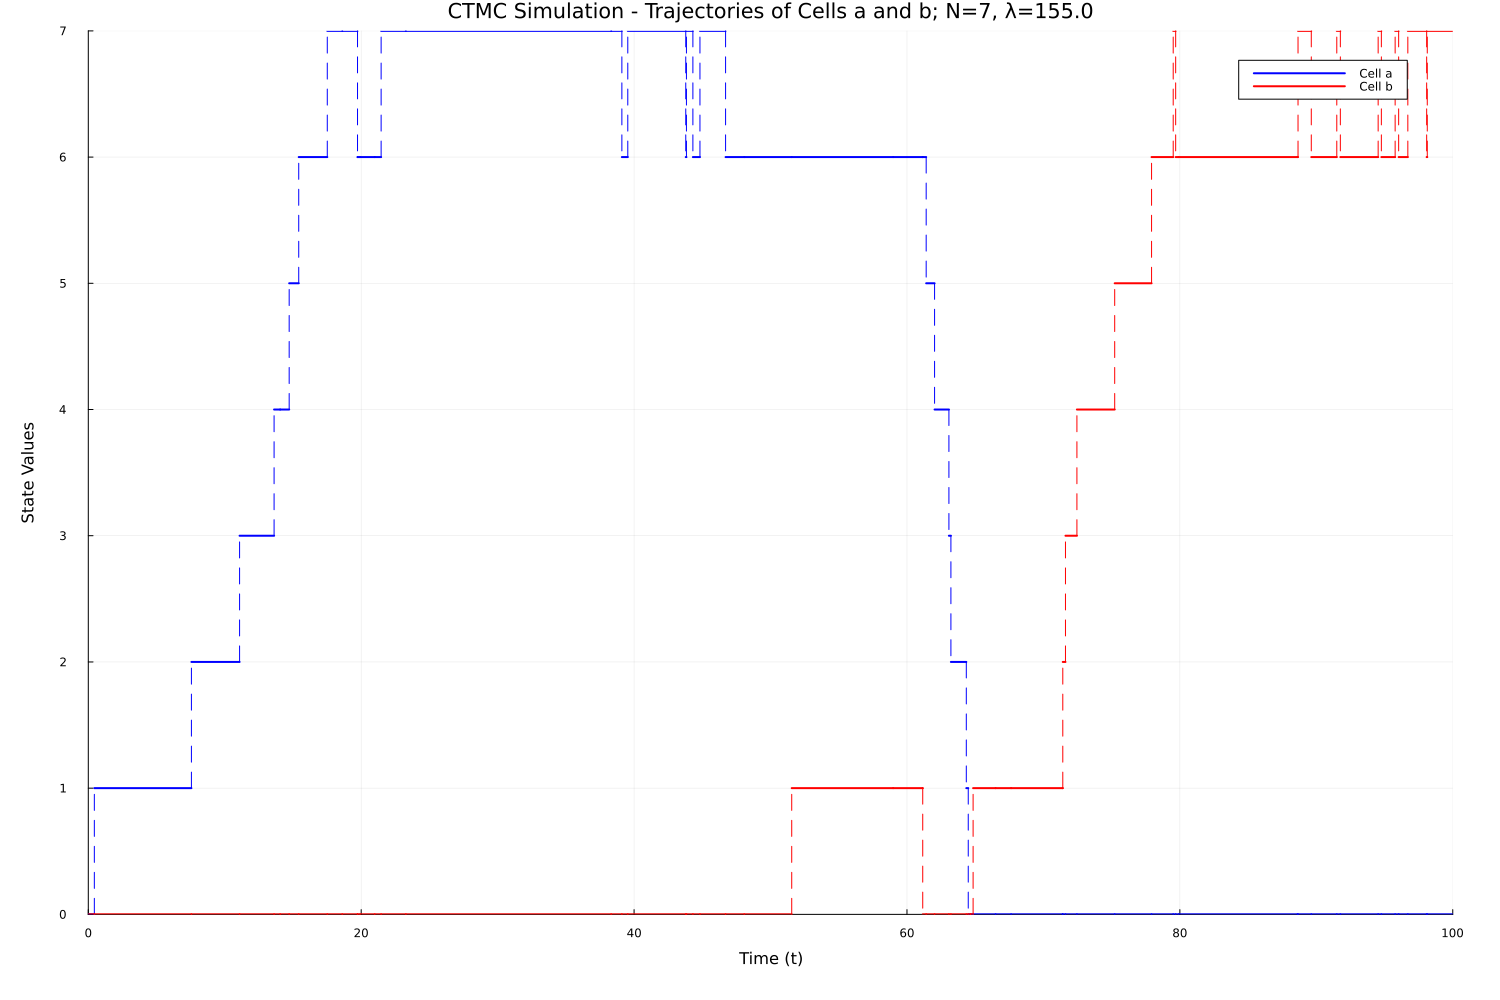 CTMC Simulation - Trajectories of Cells a and b; N=7, λ=155.0
7
Cell a
Cell b
6
5
4
State Values
3
2
1
0
0 20 40 60 80 100
Time (t)